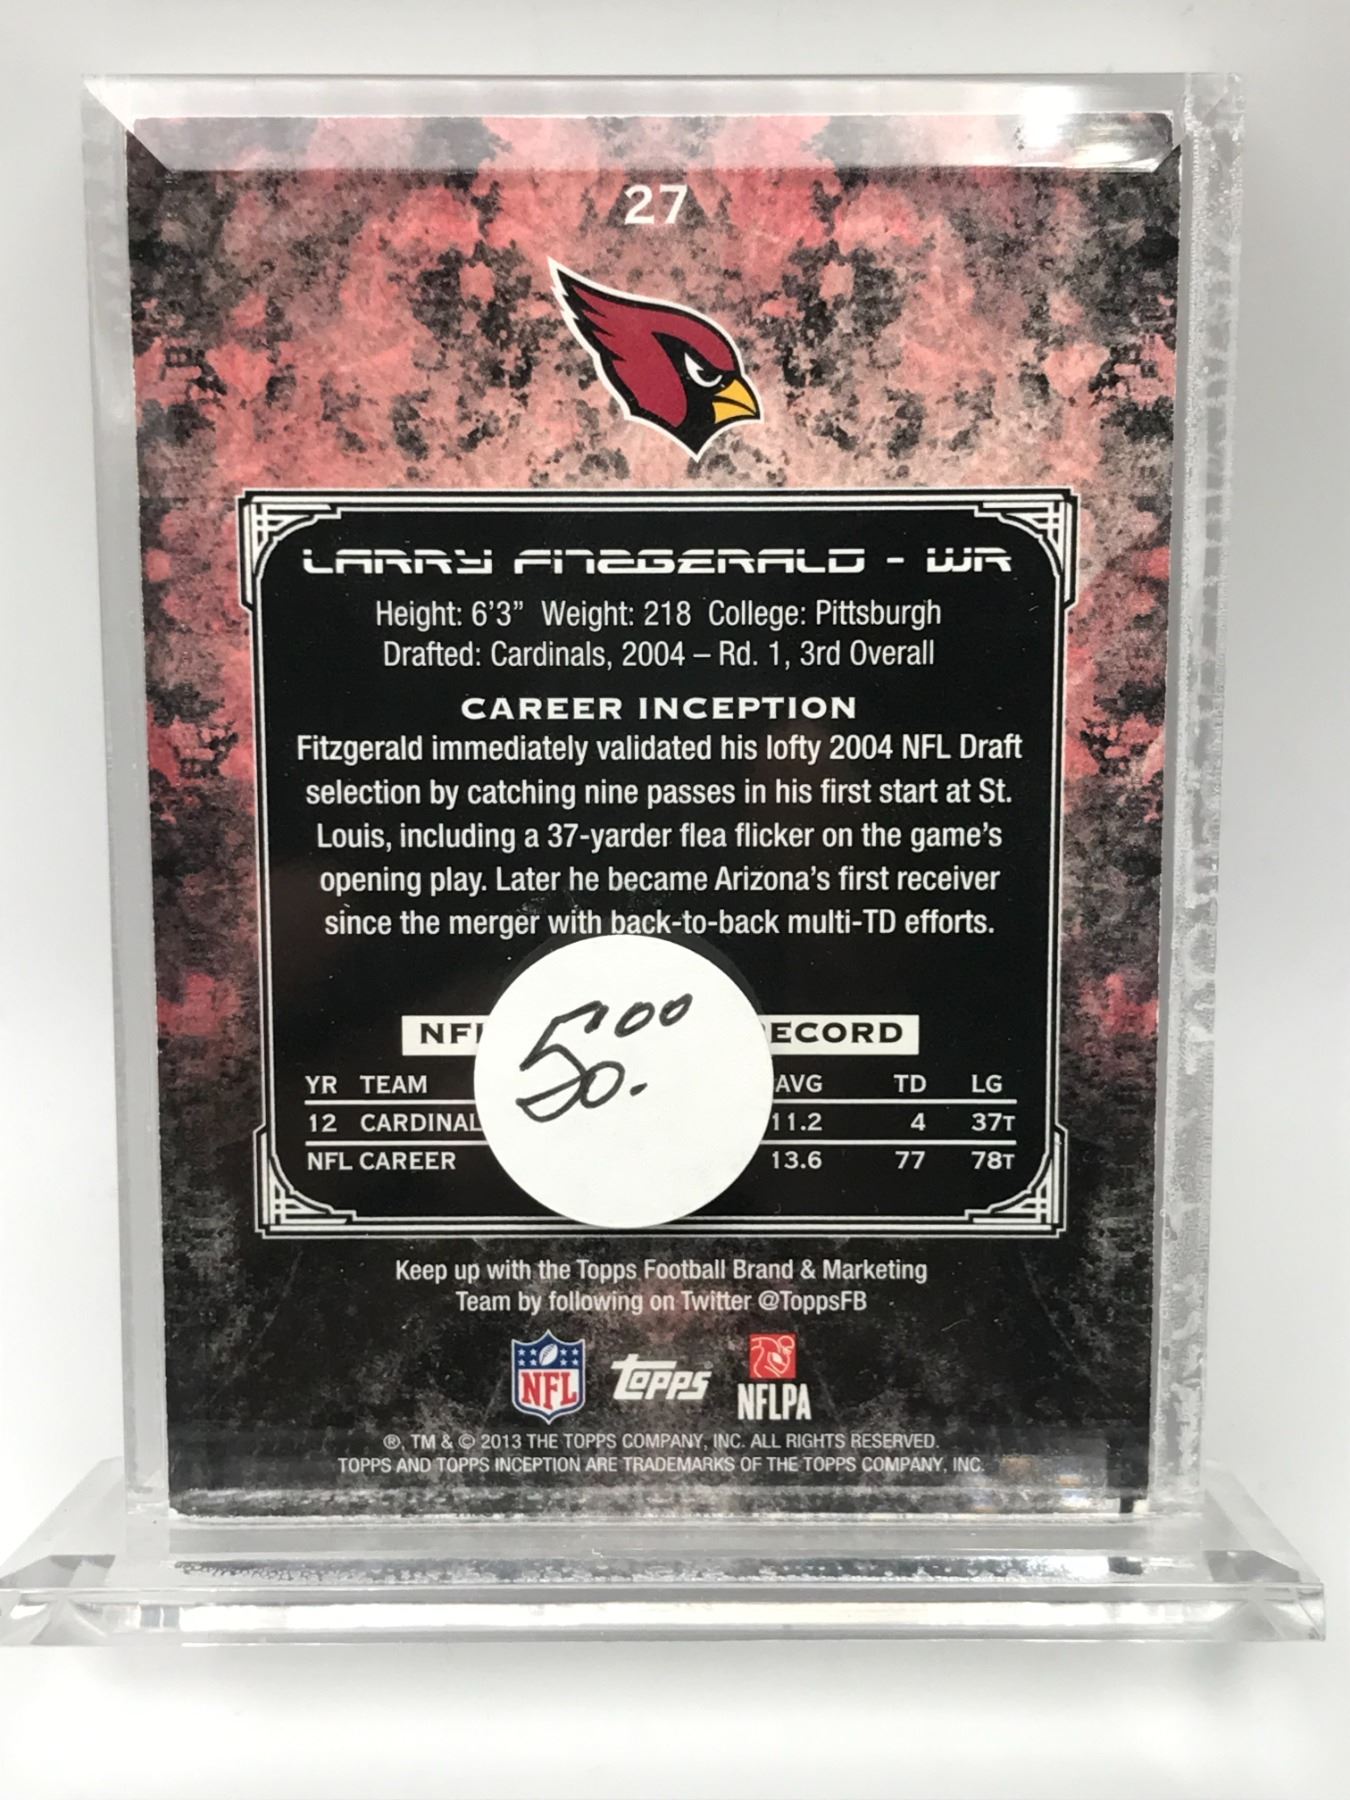 27
LARRY FITZGERALD - WR
Height: 6'3" Weight: 218 College: Pittsburgh
Drafted: Cardinals, 2004 – Rd. 1, 3rd Overall
CAREER INCEPTION
Fitzgerald immediately validated his lofty 2004 NFL Draft
selection by catching nine passes in his first start at St.
Louis, including a 37-yarder flea flicker on the game's
opening play. Later he became Arizona's first receiver
since the merger with back-to-back multi-TD efforts.
5.00
NFL ECORD
YR TEAM AVG TD LG
12 CARDINAL 11.2 4 37T
NFL CAREER 13.6 77 78T
Keep up with the Topps Football Brand & Marketing
Team by following on Twitter @ToppsFB
NFL Topps NFLPA
®, TM & © 2013 THE TOPPS COMPANY, INC. ALL RIGHTS RESERVED.
TOPPS AND TOPPS INCEPTION ARE TRADEMARKS OF THE TOPPS COMPANY, INC.